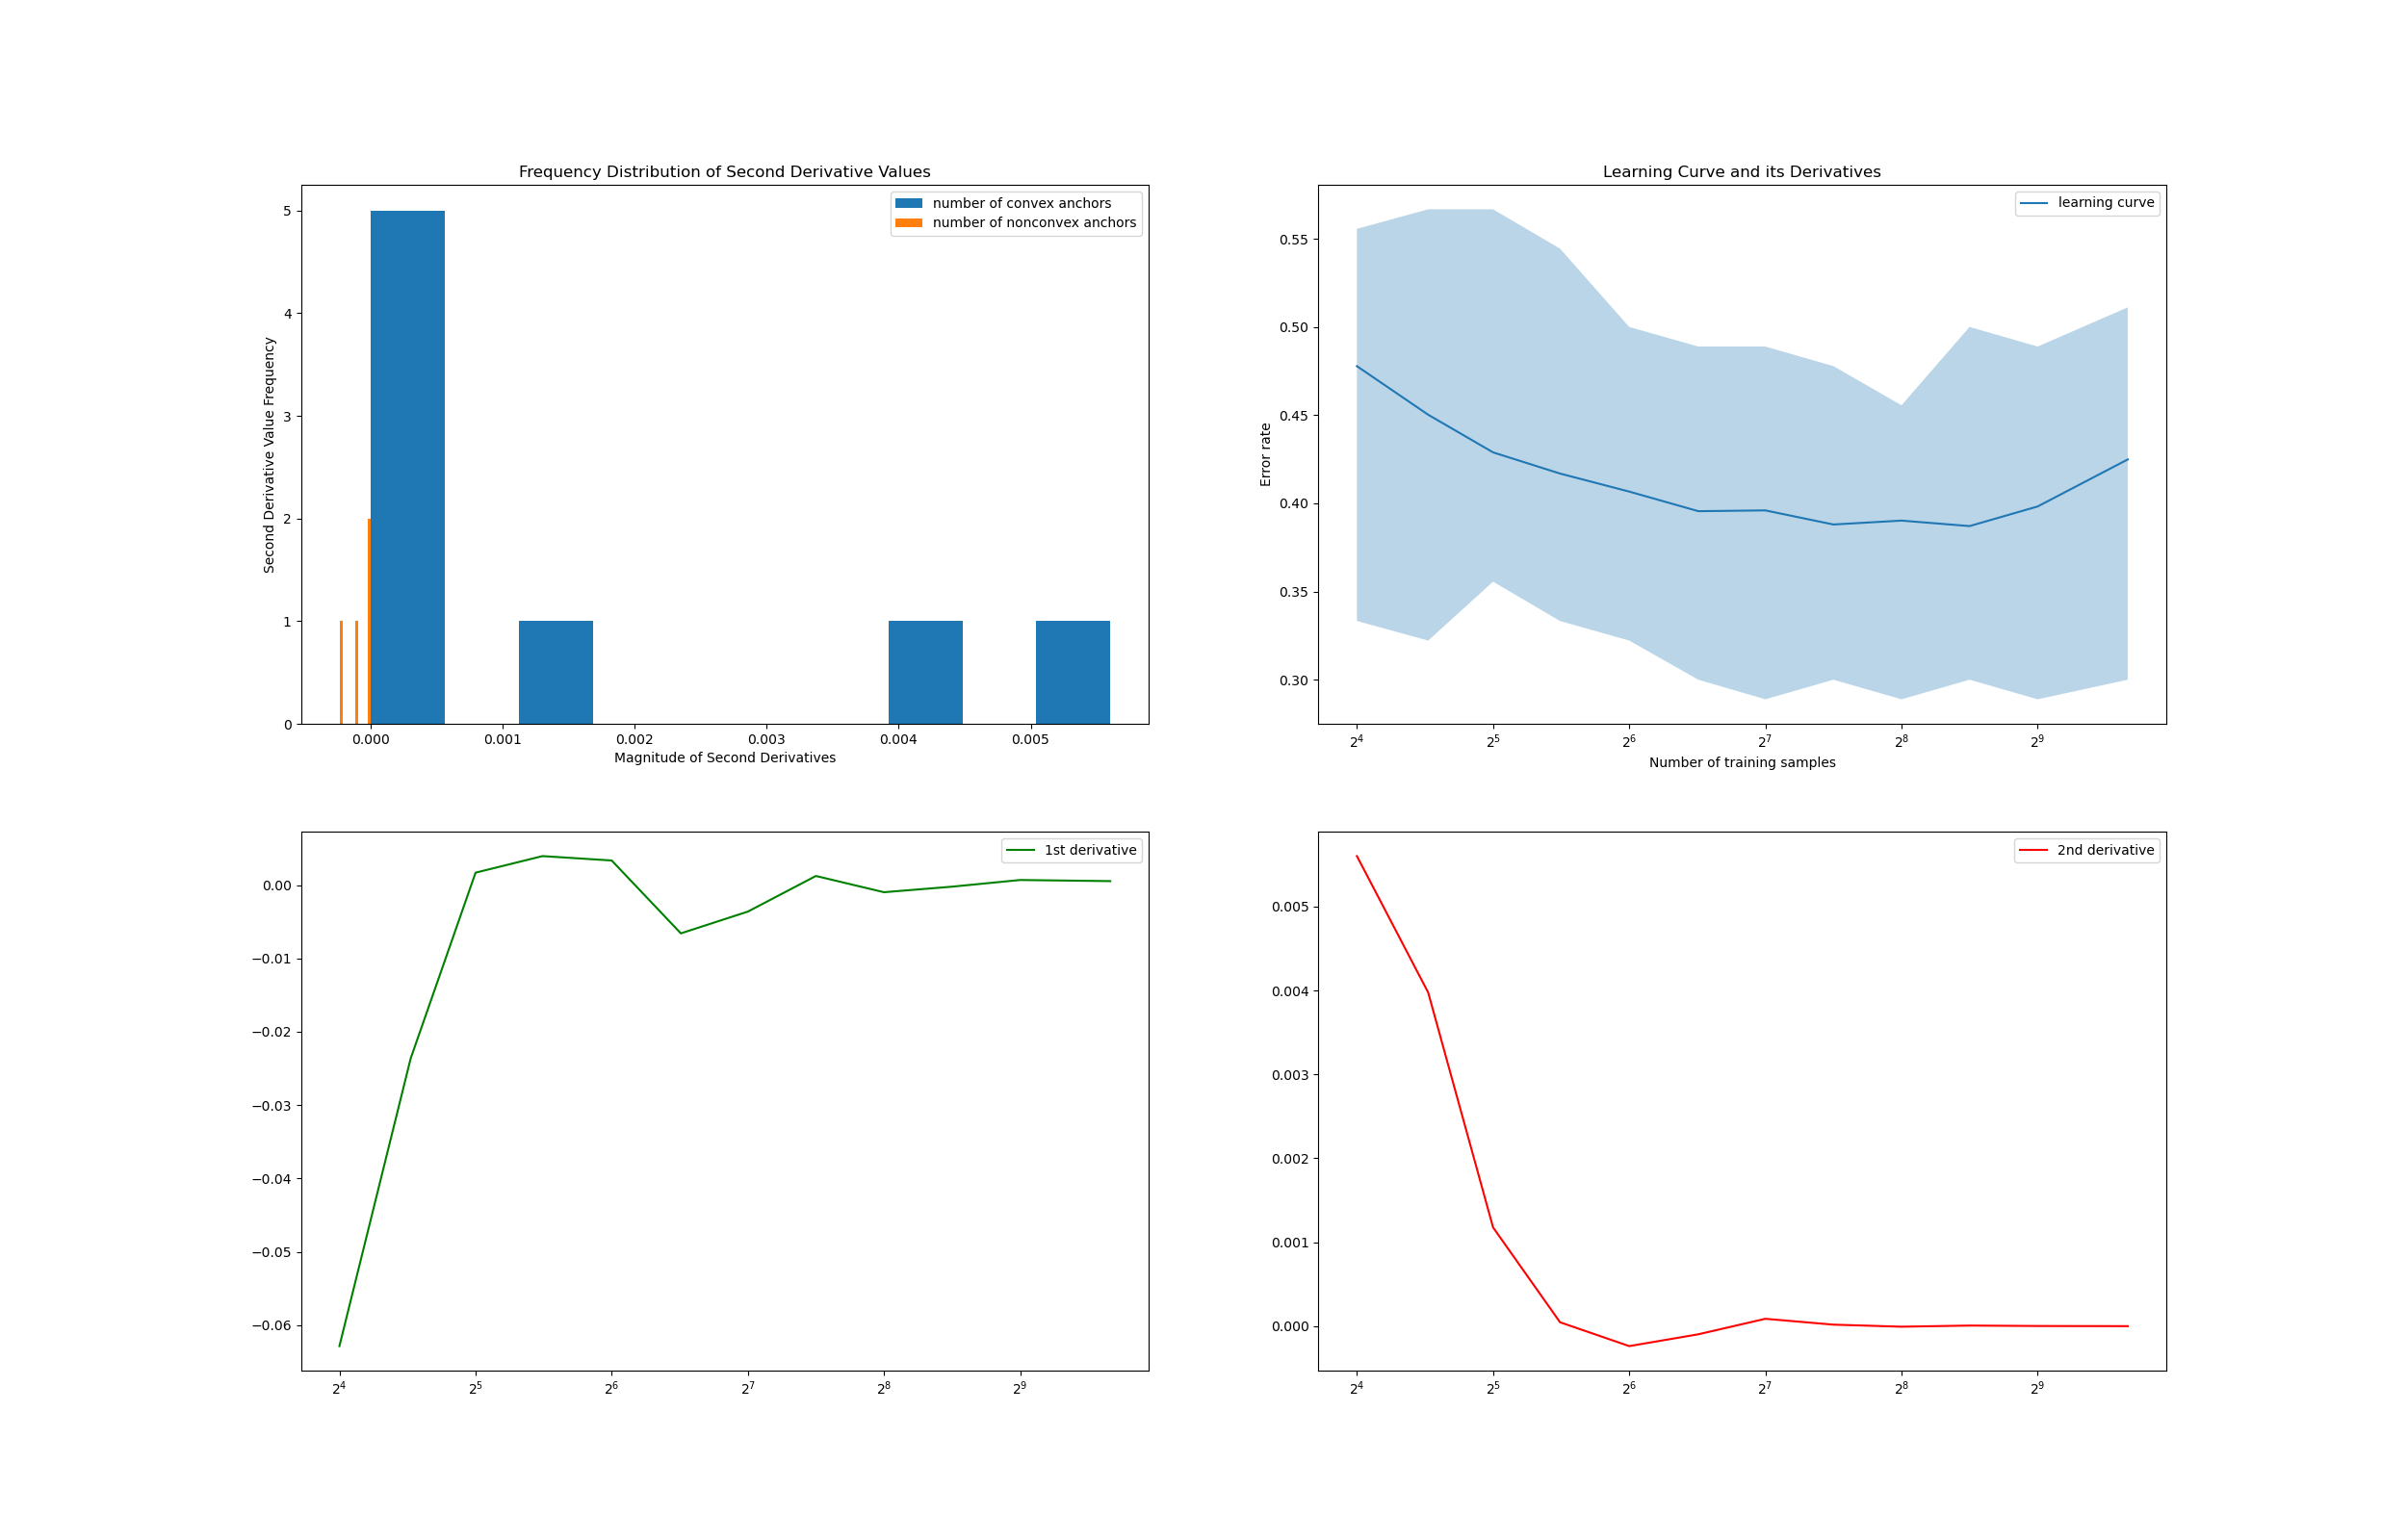 Frequency Distribution of Second Derivative Values
number of convex anchors
number of nonconvex anchors
5
4
3
2
1
0
Second Derivative Value Frequency
0.000 0.001 0.002 0.003 0.004 0.005
Magnitude of Second Derivatives
Learning Curve and its Derivatives
learning curve
0.55
0.50
0.45
0.40
0.35
0.30
Error rate
2⁴ 2⁵ 2⁶ 2⁷ 2⁸ 2⁹
Number of training samples
1st derivative
0.00
−0.01
−0.02
−0.03
−0.04
−0.05
−0.06
2⁴ 2⁵ 2⁶ 2⁷ 2⁸ 2⁹
2nd derivative
0.005
0.004
0.003
0.002
0.001
0.000
2⁴ 2⁵ 2⁶ 2⁷ 2⁸ 2⁹